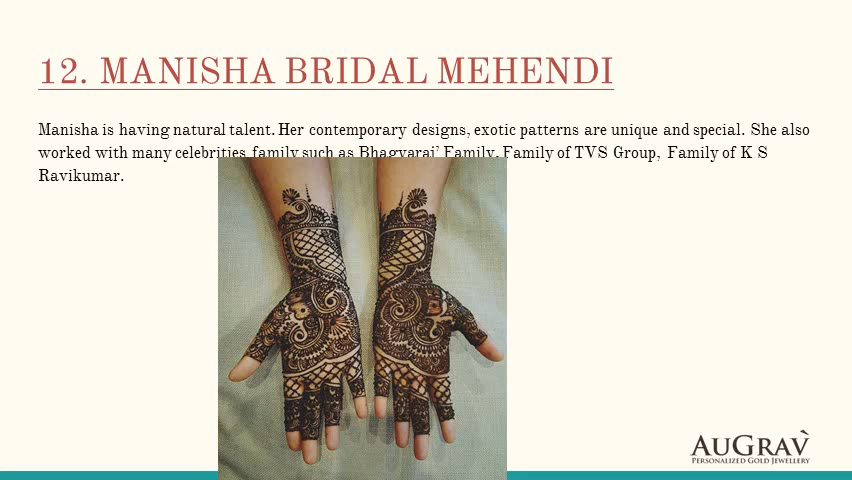 12. MANISHA BRIDAL MEHENDI
Manisha is having natural talent. Her contemporary designs, exotic patterns are unique and special. She also
worked with many celebrities family such as Bhagyaraj' Family, Family of TVS Group, Family of K S
Ravikumar.
AUGRAV
PERSONALIZED GOLD JEWELLERY